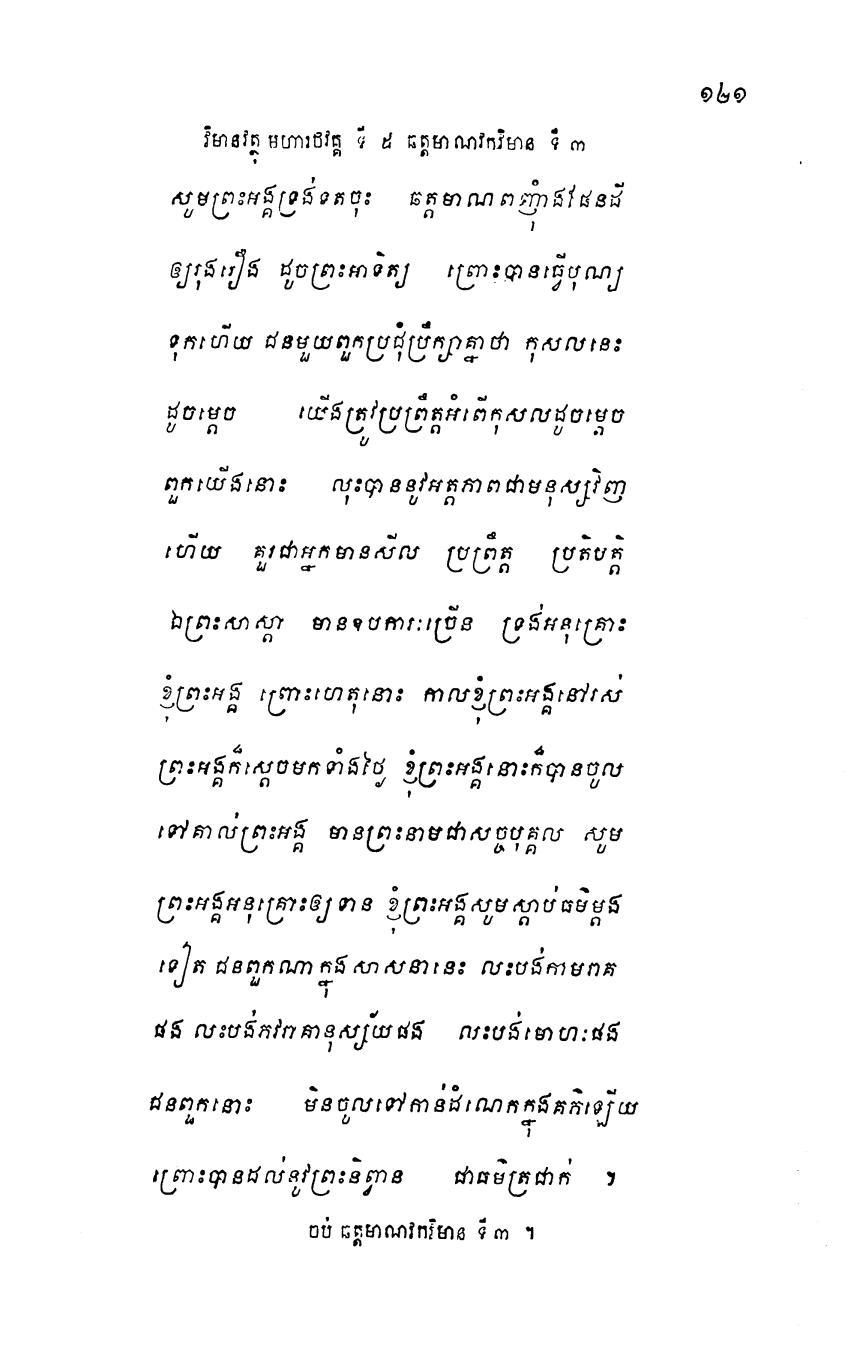 ១២១
វិមានវត្ថុ មហារថវគ្គ ទី ៥ ឆត្តមាណវកវិមាន ទី ៣
សូមព្រះអង្គទ្រង់ទតចុះ ឆត្តមាណពញុំាងផែនដី
ឲ្យរុងរឿង ដូចព្រះអាទិត្យ ព្រោះបានធ្វើបុណ្យ
ទុកហើយ ជនមួយពួកប្រជុំប្រឹក្សាគ្នាថា កុសលនេះ
ដូចម្តេច យើងត្រូវប្រព្រឹត្តអំពើកុសលដូចម្តេច
ពួកយើងនោះ លុះបាននូវអត្តភាពជាមនុស្សវិញ
ហើយ គួរជាអ្នកមានសីល ប្រព្រឹត្ត ប្រតិបត្តិ
ឯព្រះសាស្តា មានឧបការៈច្រើន ទ្រង់អនុគ្រោះ
ខ្ញុំព្រះអង្គ ព្រោះហេតុនោះ កាលខ្ញុំព្រះអង្គនៅរស់
ព្រះអង្គក៏ស្តេចមកទាំងថ្ងៃ ខ្ញុំព្រះអង្គនោះក៏បានចូល
ទៅគាល់ព្រះអង្គ មានព្រះនាមជាសច្ចបុគ្គល សូម
ព្រះអង្គអនុគ្រោះឲ្យទាន ខ្ញុំព្រះអង្គសូមស្តាប់ធម៌ម្តង
ទៀត ជនពួកណាក្នុងសាសនានេះ លះបង់កាមរាគ
ផង លះបង់ភវរាគានុស្ស័យផង លះបង់មោហៈផង
ជនពួកនោះ មិនចូលទៅកាន់ដំណេកក្នុងគភ៌ឡើយ
ព្រោះបានដល់នូវព្រះនិព្វាន ជាធម៌ត្រជាក់ ។
ចប់ ឆត្តមាណវកវិមាន ទី ៣ ។